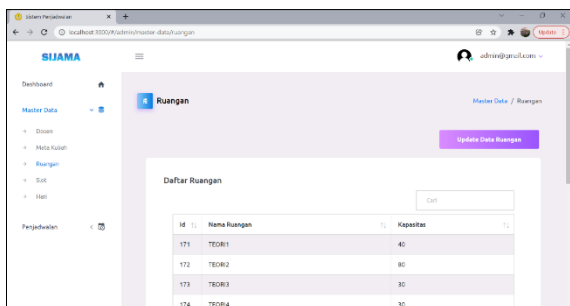 Sistem Penjadwalan
localhost:3000/#/admin/master-data/ruangan
Update
SIJAMA
admin@gmail.com
Dashboard
Master Data
Dosen
Mata Kuliah
Ruangan
Slot
Hari
Penjadwalan
Ruangan
Master Data / Ruangan
Update Data Ruangan
Daftar Ruangan
Cari
Id Nama Ruangan Kapasitas
171 TEORI1 40
172 TEORI2 80
173 TEORI3 30
174 TEORI4 30